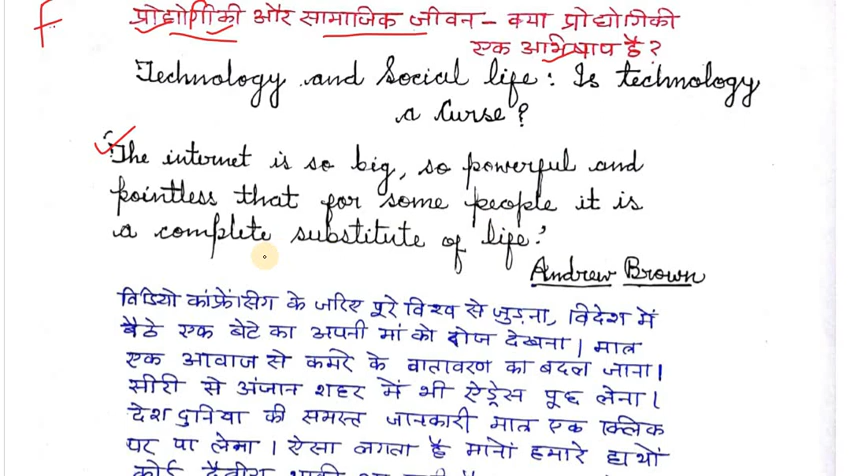 F
प्रोद्योगिकी और सामाजिक जीवन - क्या प्रोद्योगिकी
एक अभिषाप है?
Technology and Social life: Is technology
a Curse?
'The internet is so big, so powerful and
pointless that for some people it is
a complete substitute of life.'
Andrew Brown
विडियो कांफ्रेंसिंग के जरिए पूरे विश्व से जुड़ना, विदेश में
बैठे एक बेटे का अपनी मां को रोज देखना। मात्र
एक आवाज से कमरे के वातावरण का बदल जाना।
सीरी से अंजान शहर में भी ऐड्रेस पूछ लेना।
देश दुनिया की समस्त जानकारी मात्र एक क्लिक
पर पा लेना। ऐसा लगता है मानों हमारे हाथों
कोई